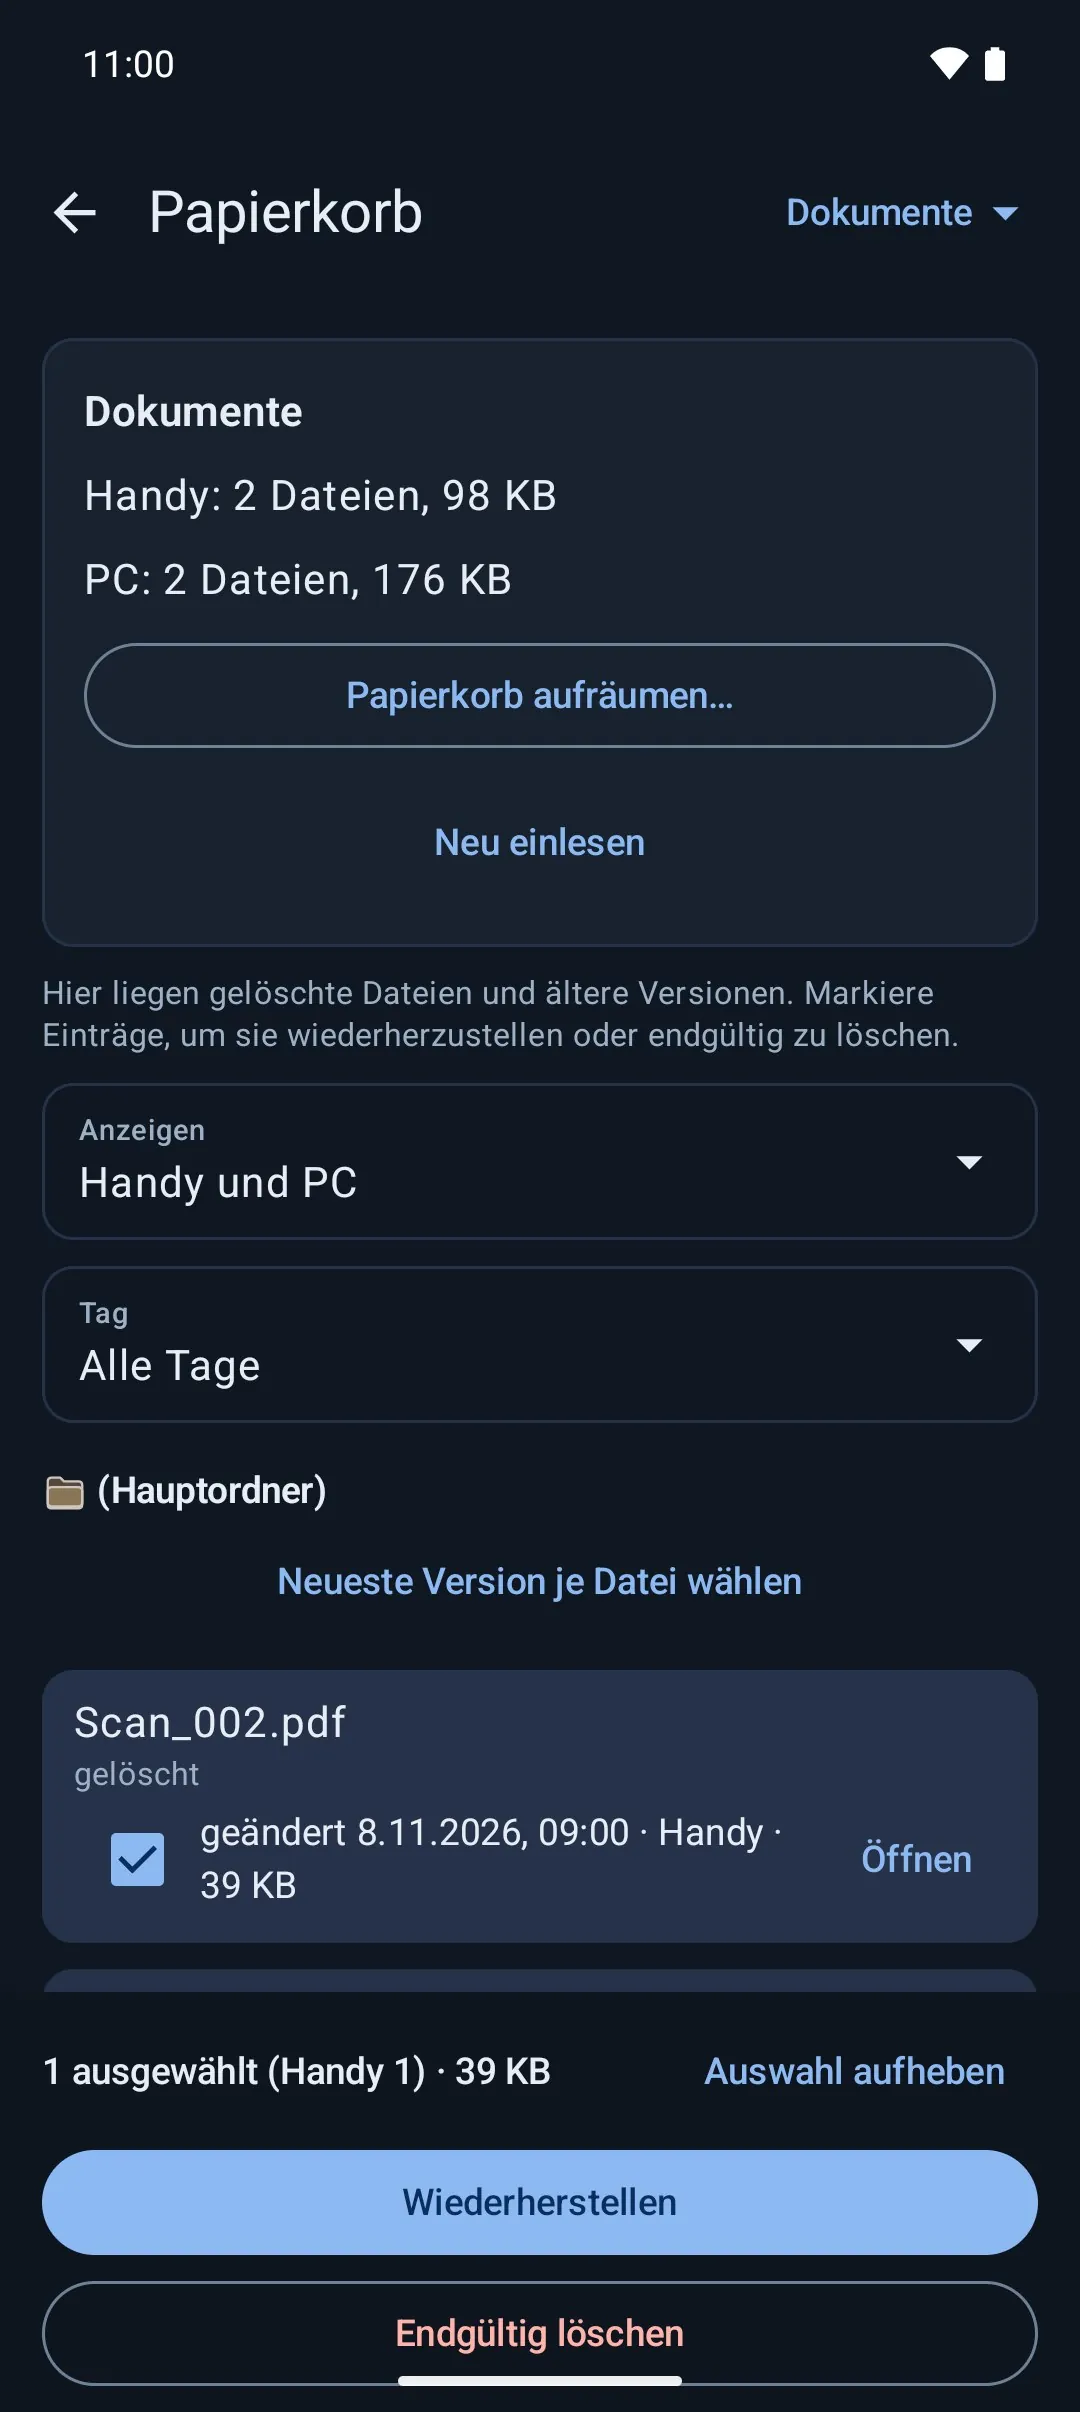 11:00
Papierkorb
Dokumente
Dokumente
Handy: 2 Dateien, 98 KB
PC: 2 Dateien, 176 KB
Papierkorb aufräumen…
Neu einlesen
Hier liegen gelöschte Dateien und ältere Versionen. Markiere
Einträge, um sie wiederherzustellen oder endgültig zu löschen.
Anzeigen
Handy und PC
Tag
Alle Tage
(Hauptordner)
Neueste Version je Datei wählen
Scan_002.pdf
gelöscht
geändert 8.11.2026, 09:00 · Handy ·
39 KB
Öffnen
1 ausgewählt (Handy 1) · 39 KB
Auswahl aufheben
Wiederherstellen
Endgültig löschen